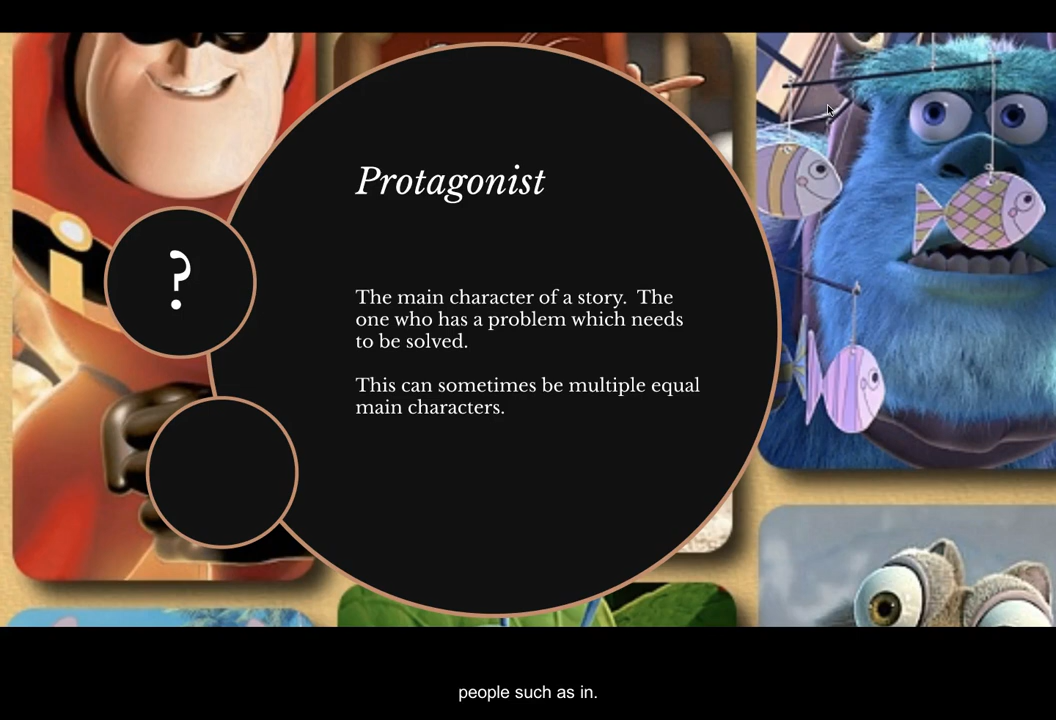 Protagonist
?
The main character of a story.  The
one who has a problem which needs
to be solved.
This can sometimes be multiple equal
main characters.
people such as in.